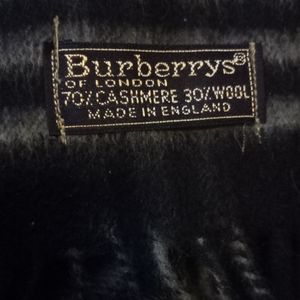 Burberrys®
OF LONDON
70% CASHMERE 30% WOOL
MADE IN ENGLAND